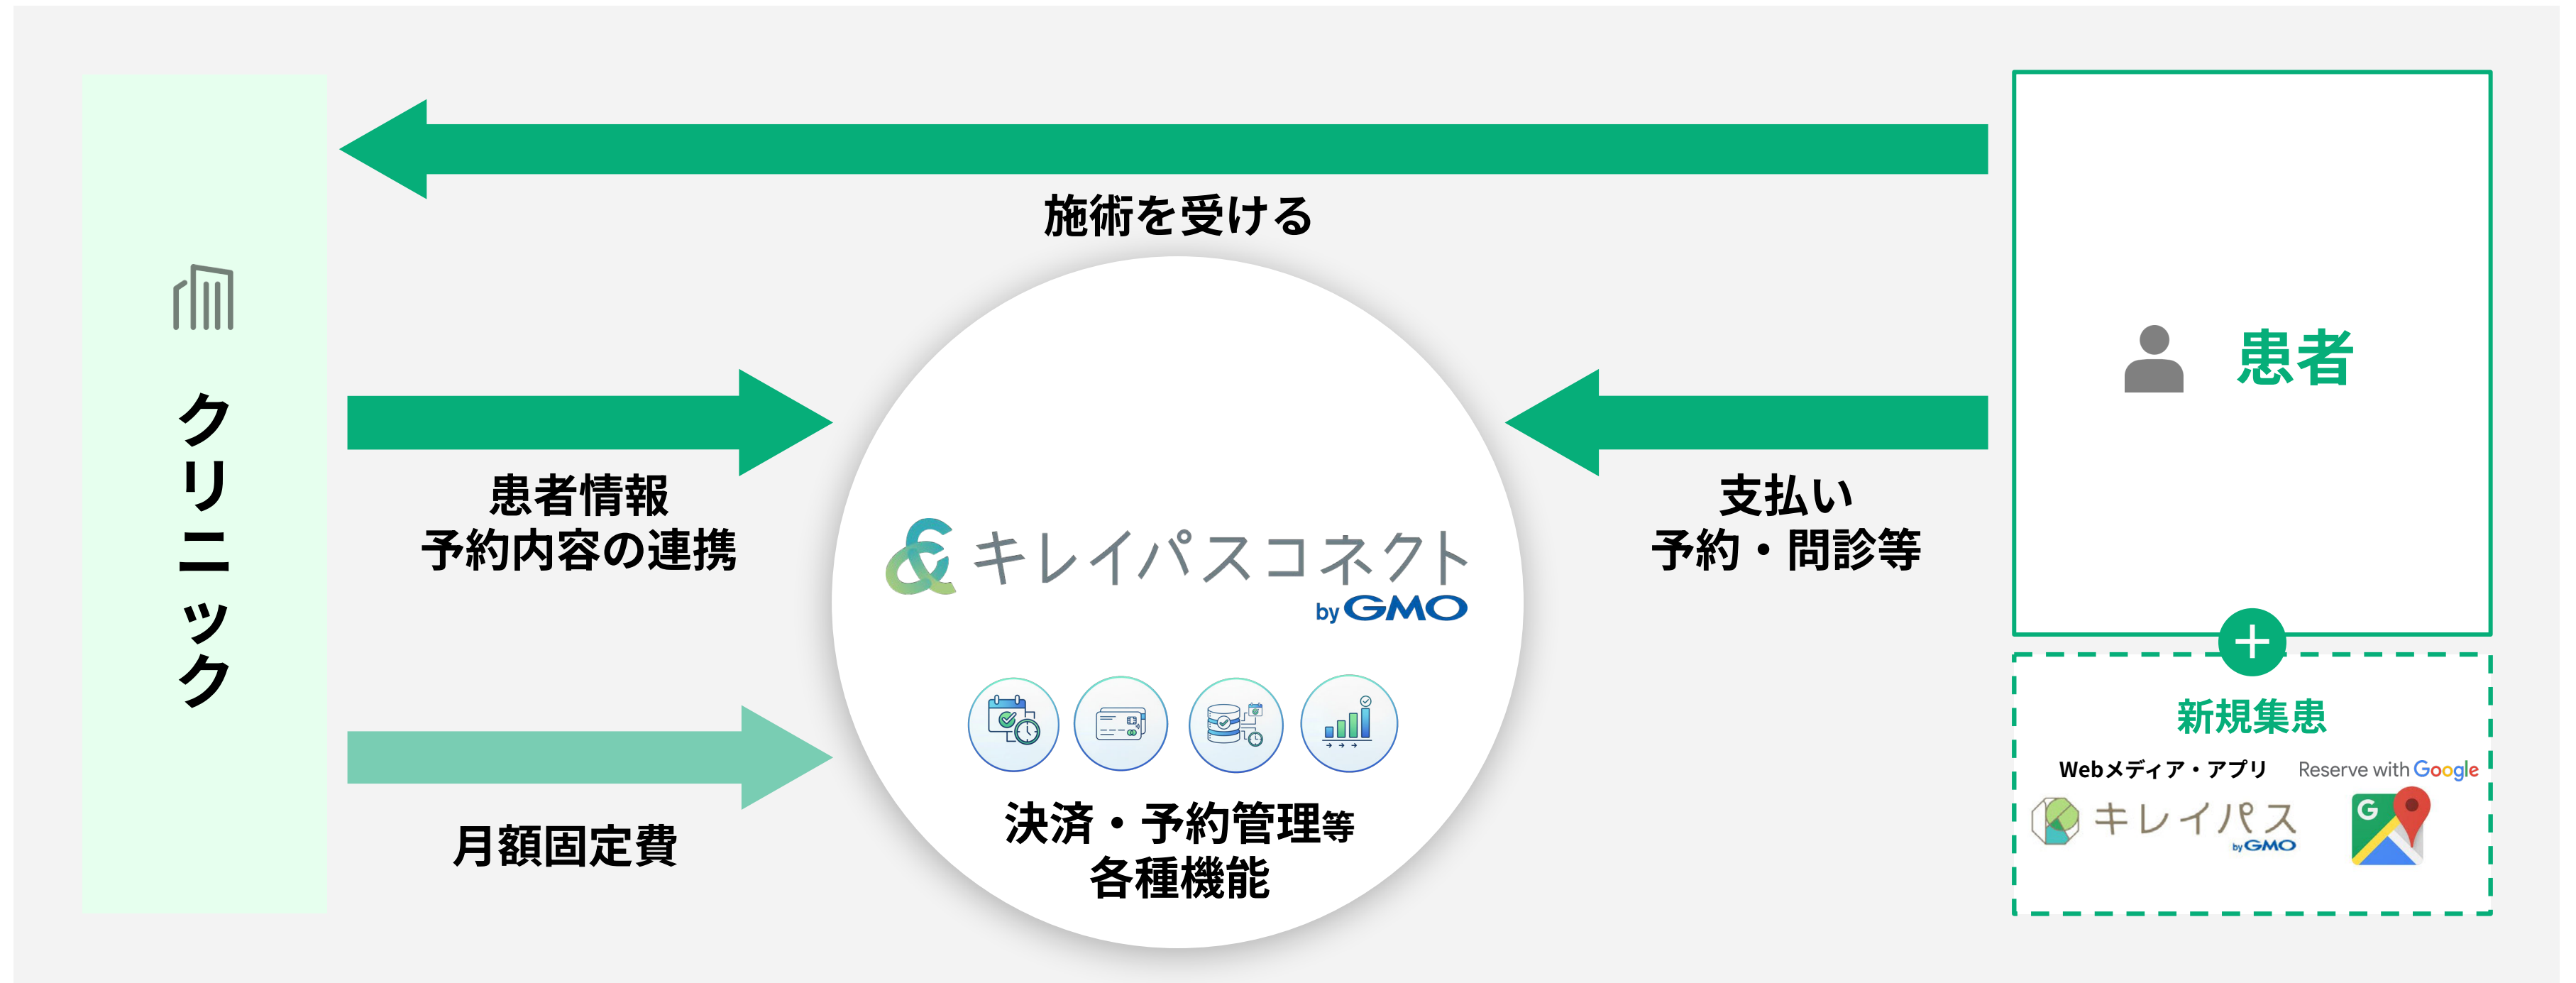 施術を受ける
クリニック
患者情報
予約内容の連携
月額固定費
キレイパスコネクト
by GMO
決済・予約管理等
各種機能
支払い
予約・問診等
患者
新規集患
Webメディア・アプリ
キレイパス
by GMO
Reserve with Google
G